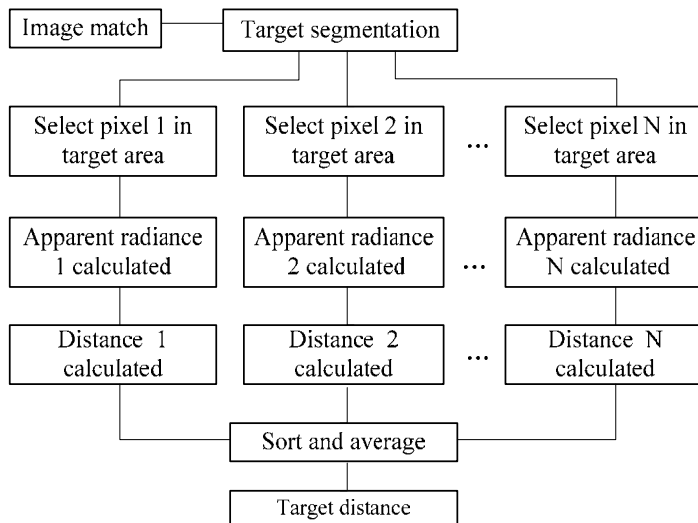 Image match
Target segmentation
Select pixel 1 in
target area
Select pixel 2 in
target area
...
Select pixel N in
target area
Apparent radiance
1 calculated
Apparent radiance
2 calculated
...
Apparent radiance
N calculated
Distance 1
calculated
Distance 2
calculated
...
Distance N
calculated
Sort and average
Target distance